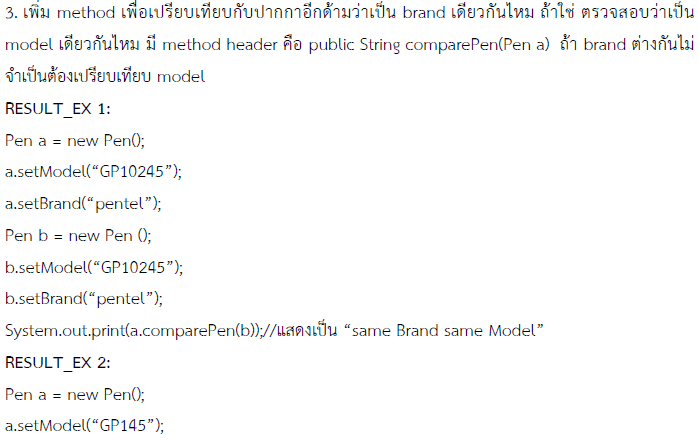 3. เพิ่ม method เพื่อเปรียบเทียบกับปากกาอีกด้ามว่าเป็น brand เดียวกันไหม ถ้าใช่ ตรวจสอบว่าเป็น
model เดียวกันไหม มี method header คือ public String comparePen(Pen a) ถ้า brand ต่างกันไม่
จำเป็นต้องเปรียบเทียบ model
RESULT_EX 1:
Pen a = new Pen();
a.setModel(“GP10245”);
a.setBrand(“pentel”);
Pen b = new Pen ();
b.setModel(“GP10245”);
b.setBrand(“pentel”);
System.out.print(a.comparePen(b));//แสดงเป็น “same Brand same Model”
RESULT_EX 2:
Pen a = new Pen();
a.setModel(“GP145”);